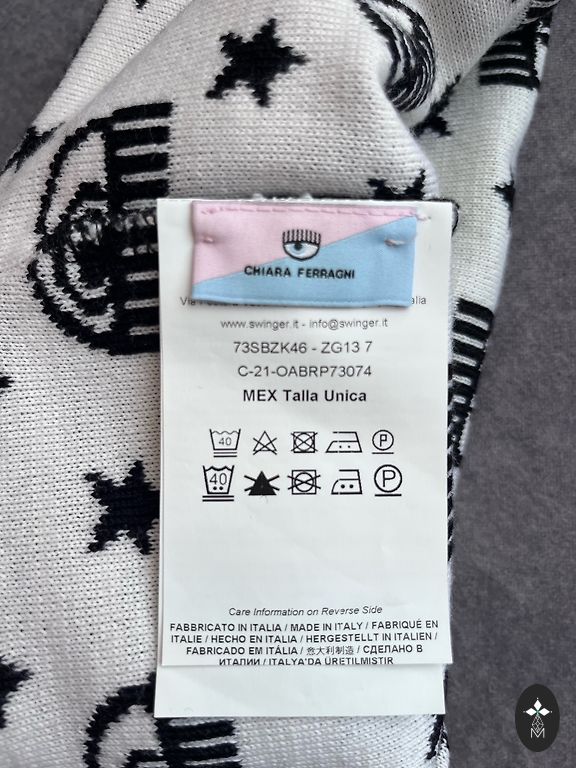 CHIARA FERRAGNI
Via
alia
www.swinger.it - info@swinger.it
73SBZK46 - ZG13 7
C-21-OABRP73074
MEX Talla Unica
40 P
40 P
Care Information on Reverse Side
FABBRICATO IN ITALIA / MADE IN ITALY / FABRIQUÉ EN
ITALIE / HECHO EN ITALIA / HERGESTELLT IN ITALIEN /
FABRICADO EM ITÁLIA / 意大利制造 / СДЕЛАНО В
ИТАЛИИ / ITALYA'DA ÜRETILMISTIR
M